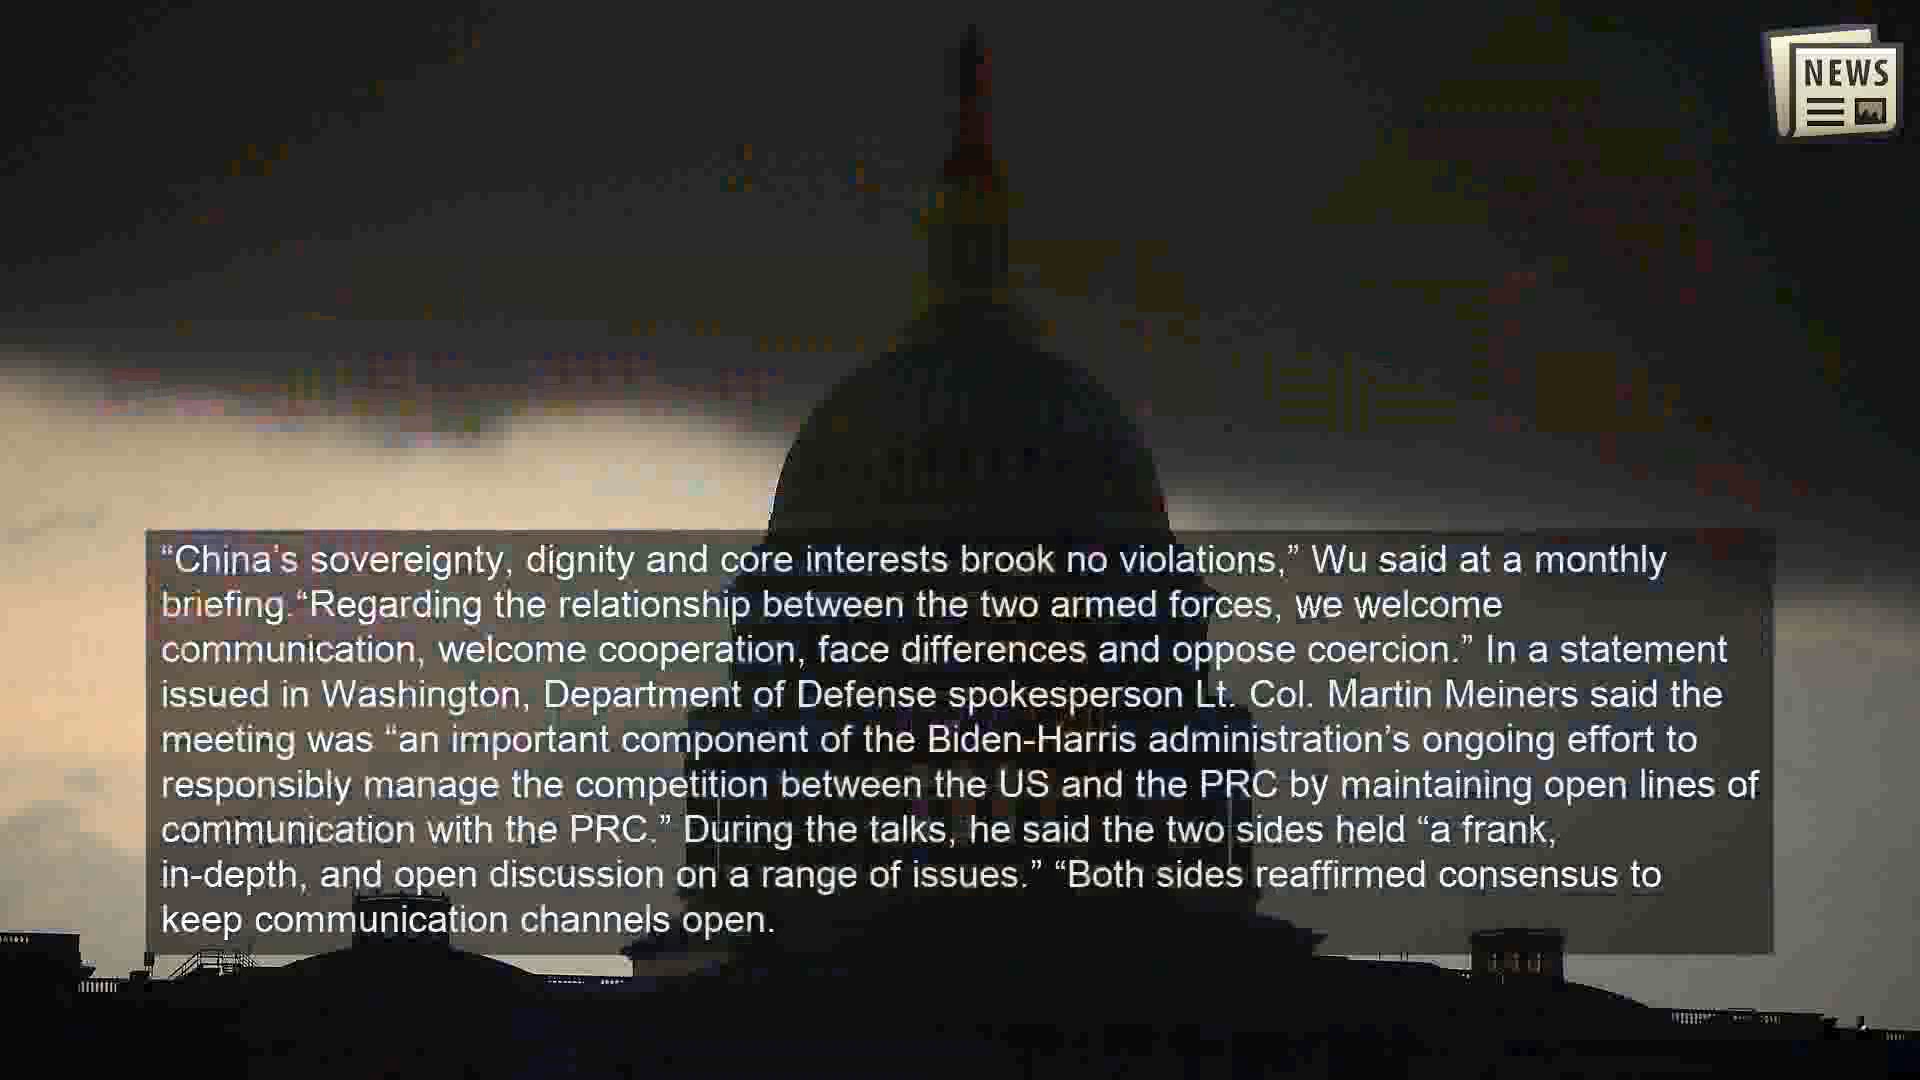 NEWS
“China’s sovereignty, dignity and core interests brook no violations,” Wu said at a monthly
briefing.“Regarding the relationship between the two armed forces, we welcome
communication, welcome cooperation, face differences and oppose coercion.” In a statement
issued in Washington, Department of Defense spokesperson Lt. Col. Martin Meiners said the
meeting was “an important component of the Biden-Harris administration’s ongoing effort to
responsibly manage the competition between the US and the PRC by maintaining open lines of
communication with the PRC.” During the talks, he said the two sides held “a frank,
in-depth, and open discussion on a range of issues.” “Both sides reaffirmed consensus to
keep communication channels open.